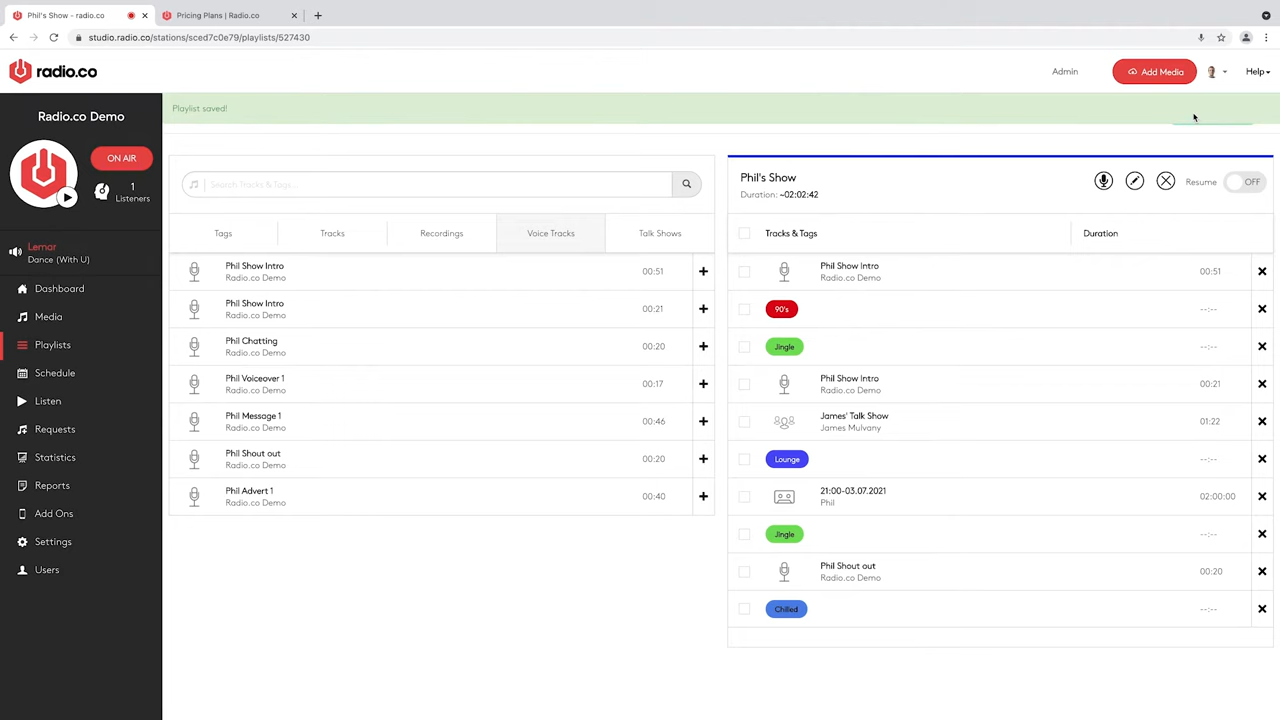 Phil's Show - radio.co
Pricing Plans | Radio.co
studio.radio.co/stations/sced7c0e79/playlists/527430
radio.co
Admin
Add Media
Help
Radio.co Demo
ON AIR
1
Listeners
Lemar
Dance (With U)
Dashboard
Media
Playlists
Schedule
Listen
Requests
Statistics
Reports
Add Ons
Settings
Users
Playlist saved!
Search Tracks & Tags...
Tags
Tracks
Recordings
Voice Tracks
Talk Shows
Phil Show Intro
Radio.co Demo
00:51
Phil Show Intro
Radio.co Demo
00:21
Phil Chatting
Radio.co Demo
00:20
Phil Voiceover 1
Radio.co Demo
00:17
Phil Message 1
Radio.co Demo
00:46
Phil Shout out
Radio.co Demo
00:20
Phil Advert 1
Radio.co Demo
00:40
Phil's Show
Duration: ~02:02:42
Resume
OFF
Tracks & Tags
Duration
Phil Show Intro
Radio.co Demo
00:51
90's
--:--
Jingle
--:--
Phil Show Intro
Radio.co Demo
00:21
James' Talk Show
James Mulvany
01:22
Lounge
--:--
21:00-03.07.2021
Phil
02:00:00
Jingle
--:--
Phil Shout out
Radio.co Demo
00:20
Chilled
--:--